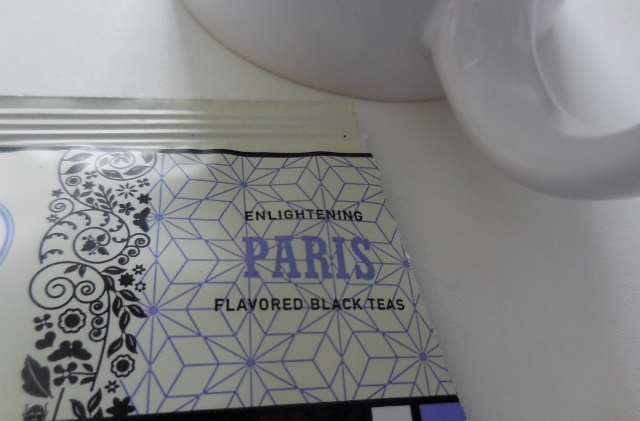 ENLIGHTENING
PARIS
FLAVORED BLACK TEAS